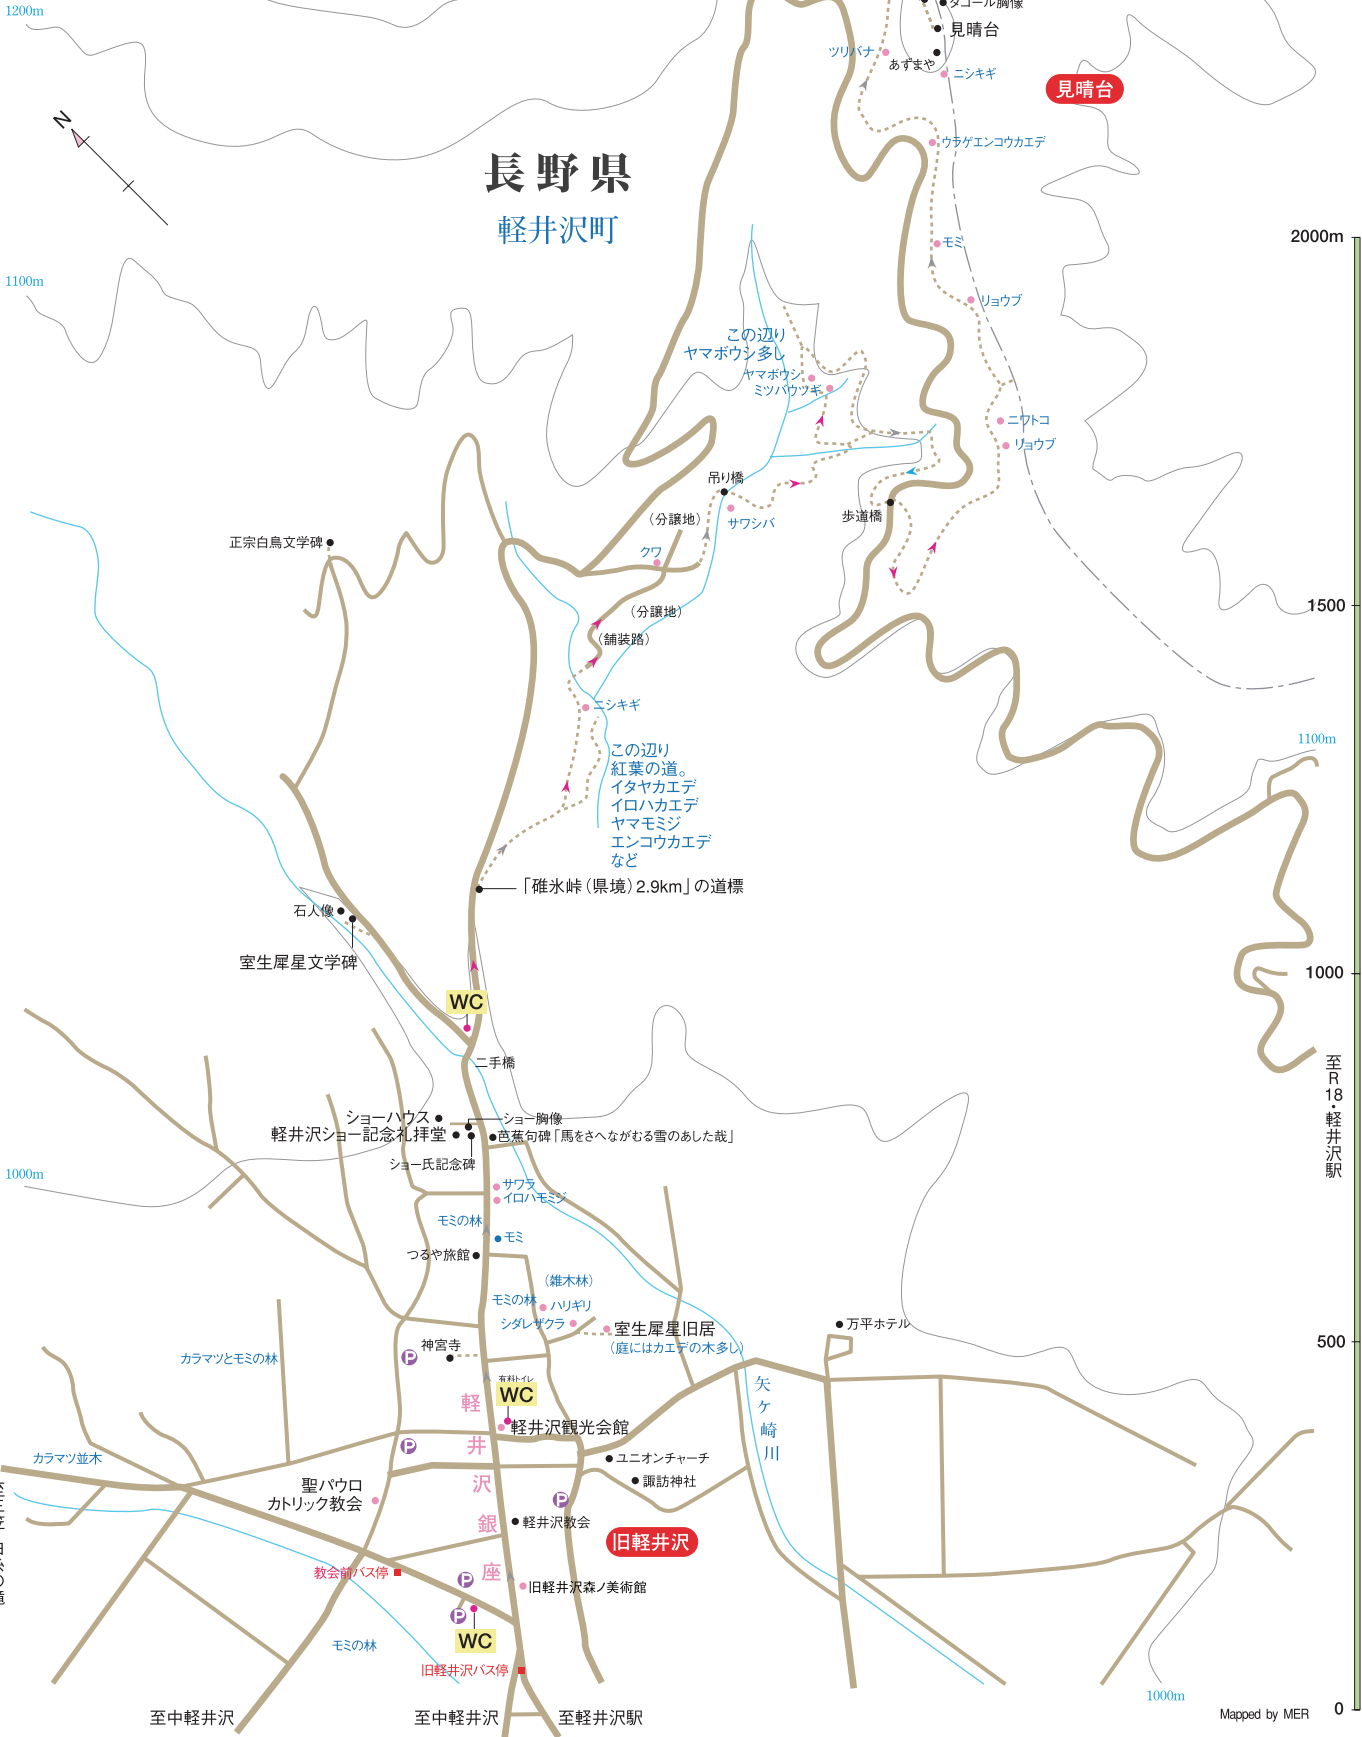 1200m
タゴール胸像
見晴台
ツリバナ
あずまや
ニシキギ
見晴台
N
ウラゲエンコウカエデ
長野県
軽井沢町
モミ
2000m
1100m
リョウブ
この辺り
ヤマボウシ多し
ヤマボウシ
ミツバウツギ
ニワトコ
リョウブ
吊り橋
サワシバ
歩道橋
(分譲地)
正宗白鳥文学碑
クワ
(分譲地)
1500
(舗装路)
ニシキギ
1100m
この辺り
紅葉の道。
イタヤカエデ
イロハカエデ
ヤマモミジ
エンコウカエデ
など
「碓氷峠(県境)2.9km」の道標
石人像
室生犀星文学碑
1000
WC
二手橋
至R18・軽井沢駅
ショーハウス
ショー胸像
軽井沢ショー記念礼拝堂
芭蕉句碑「馬をさへながむる雪のあした哉」
ショー氏記念碑
1000m
サワラ
イロハモミジ
モミの林
モミ
つるや旅館
(雑木林)
モミの林
ハリギリ
シダレザクラ
室生犀星旧居
(庭にはカエデの木多し)
万平ホテル
500
神宮寺
P
カラマツとモミの林
有料トイレ
WC
矢ヶ崎川
軽井沢銀座
軽井沢観光会館
P
ユニオンチャーチ
カラマツ並木
諏訪神社
聖パウロ
カトリック教会
P
軽井沢教会
旧軽井沢
教会前バス停
P
旧軽井沢森ノ美術館
P
WC
モミの林
旧軽井沢バス停
1000m
至中軽井沢
至中軽井沢
至軽井沢駅
Mapped by MER
0